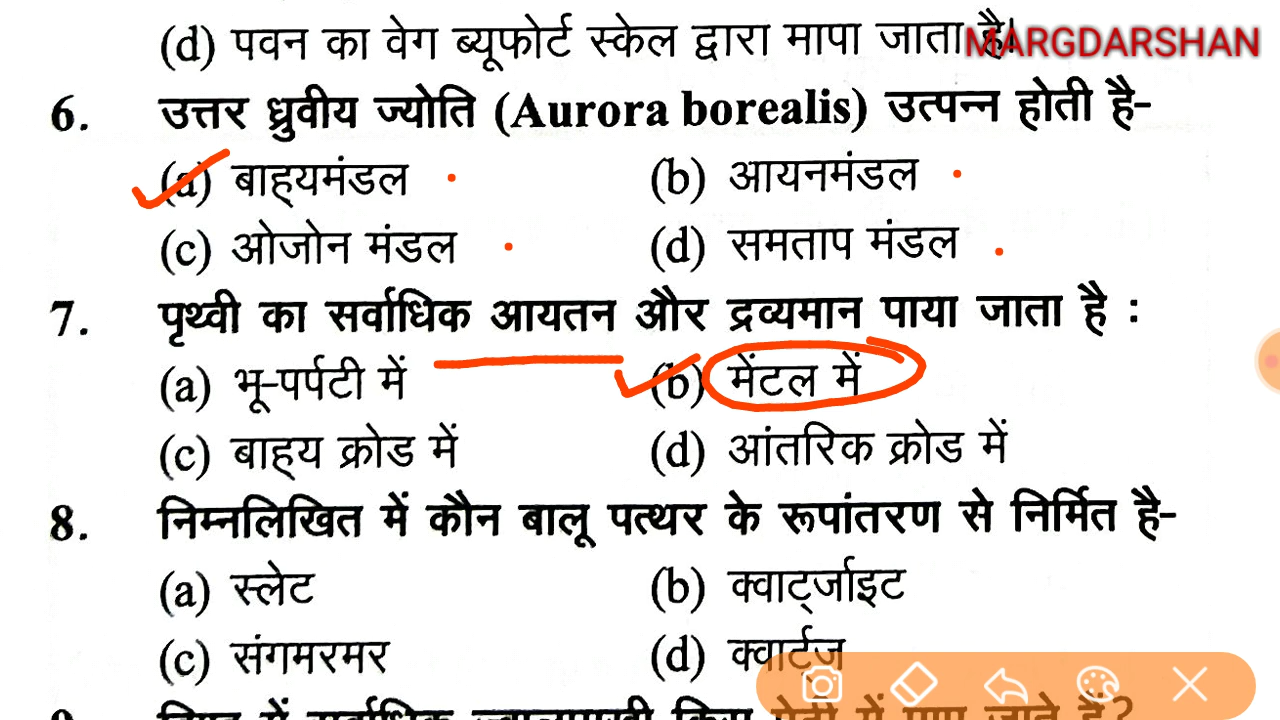 (d) पवन का वेग ब्यूफोर्ट स्केल द्वारा मापा जाता है।
MARGDARSHAN
6. उत्तर ध्रुवीय ज्योति (Aurora borealis) उत्पन्न होती है-
(a) बाह्यमंडल (b) आयनमंडल
(c) ओजोन मंडल (d) समताप मंडल
7. पृथ्वी का सर्वाधिक आयतन और द्रव्यमान पाया जाता है :
(a) भू-पर्पटी में (b) मेंटल में
(c) बाह्य क्रोड में (d) आंतरिक क्रोड में
8. निम्नलिखित में कौन बालू पत्थर के रूपांतरण से निर्मित है-
(a) स्लेट (b) क्वार्ट्जाइट
(c) संगमरमर (d) क्वार्ट्ज